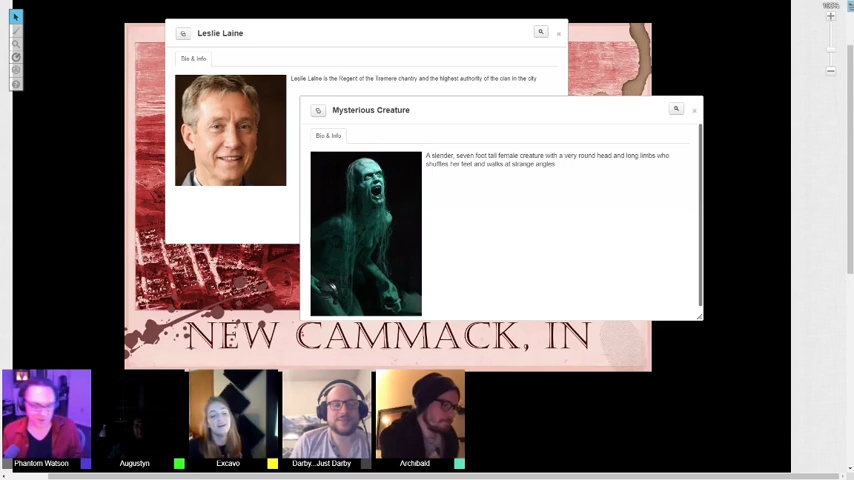 Leslie Laine
Bio & Info
Leslie Laine is the Regent of the Tremere chantry and the highest authority of the clan in the city
Mysterious Creature
Bio & Info
A slender, seven foot tall female creature with a very round head and long limbs who
shuffles her feet and walks at strange angles
NEW CAMMACK, IN
Phantom Watson
Augustyn
Excavo
Darby...Just Darby
Archibald